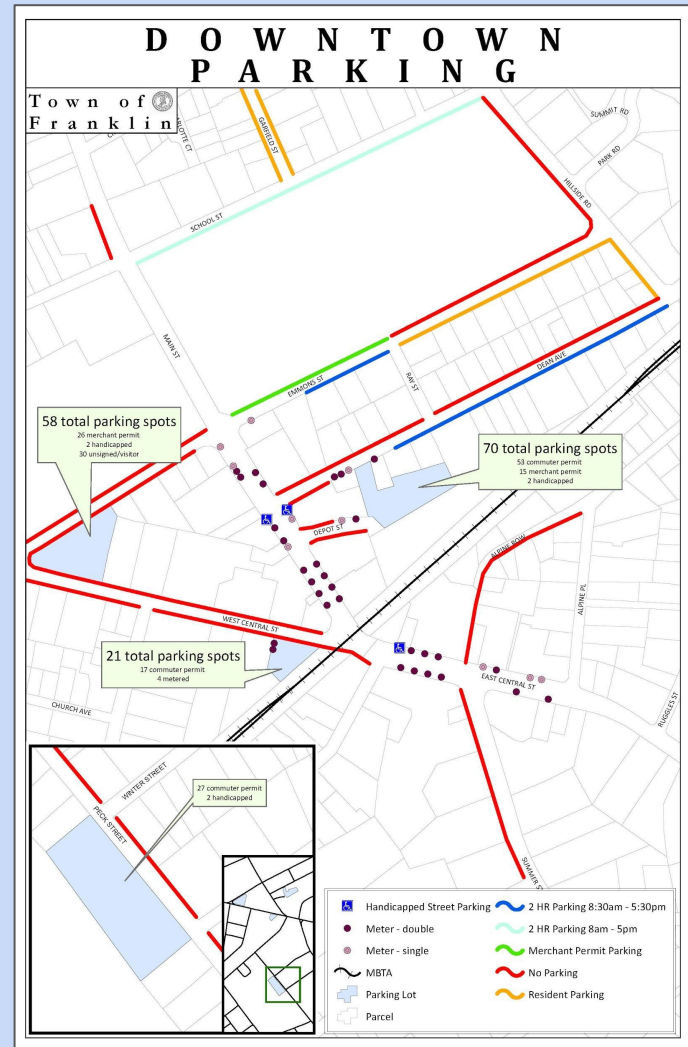 DOWNTOWN
PARKING
Town of
Franklin
SUMMIT RD
PARK RD
GARFIELD ST
HILLSIDE RD
SCHOOL ST
MAIN ST
EMMONS ST
RAY ST
DEAN AVE
58 total parking spots
26 merchant permit
2 handicapped
30 unsigned/visitor
70 total parking spots
53 commuter permit
15 merchant permit
2 handicapped
DEPOT ST
ALPINE ROW
ALPINE PL
WEST CENTRAL ST
21 total parking spots
17 commuter permit
4 metered
EAST CENTRAL ST
CHURCH AVE
RUGGLES ST
WINTER STREET
PECK STREET
27 commuter permit
2 handicapped
SUMMER ST
Handicapped Street Parking
Meter - double
Meter - single
MBTA
Parking Lot
Parcel
2 HR Parking 8:30am - 5:30pm
2 HR Parking 8am - 5pm
Merchant Permit Parking
No Parking
Resident Parking